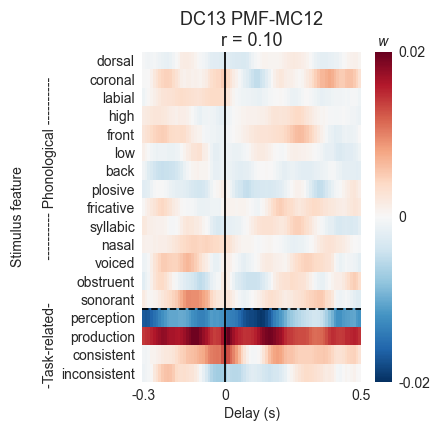 DC13 PMF-MC12
r = 0.10
w
dorsal
coronal
labial
high
front
low
back
plosive
fricative
syllabic
nasal
voiced
obstruent
sonorant
perception
production
consistent
inconsistent
Stimulus feature
-Task-related-
----------- Phonological -----------
0.02
0
-0.02
-0.3
0
0.5
Delay (s)